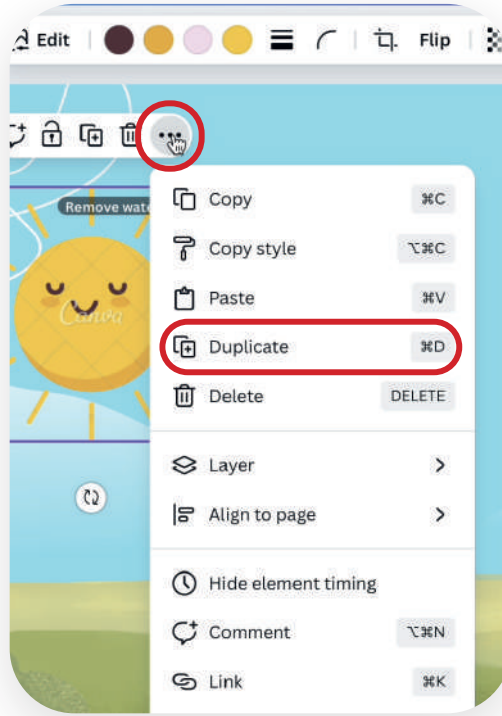 Edit
Flip
Remove wate
Canva
Copy ⌘C
Copy style ⌥⌘C
Paste ⌘V
Duplicate ⌘D
Delete DELETE
Layer
Align to page
Hide element timing
Comment ⌥⌘N
Link ⌘K